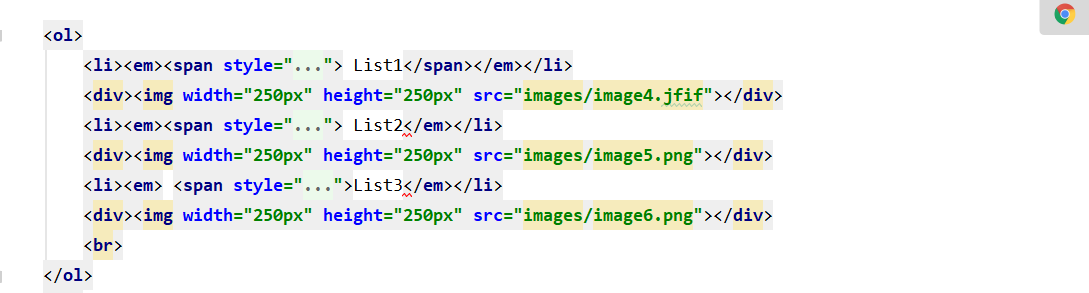 <ol>
<li><em><span style="..."> List1</span></em></li>
<div><img width="250px" height="250px" src="images/image4.jfif"></div>
<li><em><span style="..."> List2</em></li>
<div><img width="250px" height="250px" src="images/image5.png"></div>
<li><em> <span style="...">List3</em></li>
<div><img width="250px" height="250px" src="images/image6.png"></div>
<br>
</ol>